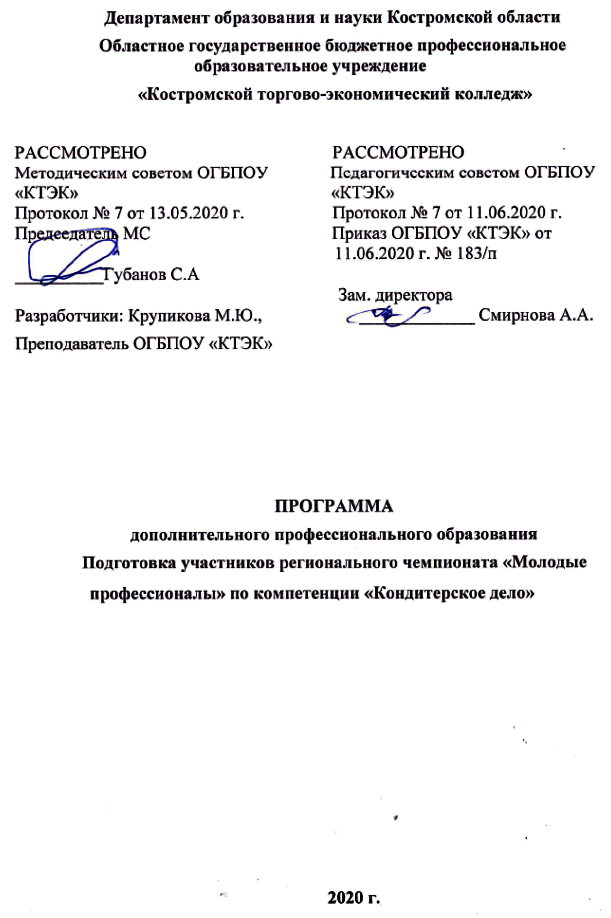 Департамент образования и науки Костромской области
Областное государственное бюджетное профессиональное
образовательное учреждение
«Костромской торгово-экономический колледж»
РАССМОТРЕНО
Методическим советом ОГБПОУ
«КТЭК»
Протокол № 7 от 13.05.2020 г.
Председатель МС
____________Губанов С.А
Разработчики: Крупикова М.Ю.,
Преподаватель ОГБПОУ «КТЭК»
РАССМОТРЕНО
Педагогическим советом ОГБПОУ
«КТЭК»
Протокол № 7 от 11.06.2020 г.
Приказ ОГБПОУ «КТЭК» от
11.06.2020 г. № 183/п
Зам. директора
_____________ Смирнова А.А.
ПРОГРАММА
дополнительного профессионального образования
Подготовка участников регионального чемпионата «Молодые
профессионалы» по компетенции «Кондитерское дело»
2020 г.